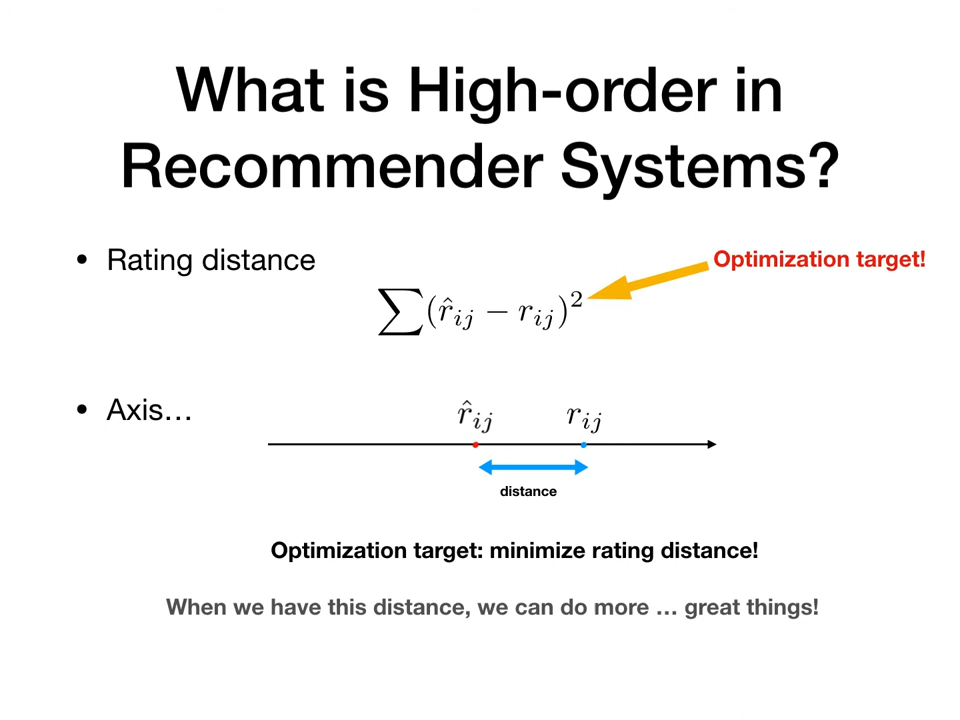 What is High-order in
Recommender Systems?
• Rating distance
Optimization target!
∑(r̂ᵢⱼ − rᵢⱼ)²
• Axis…
r̂ᵢⱼ rᵢⱼ
distance
Optimization target: minimize rating distance!
When we have this distance, we can do more … great things!